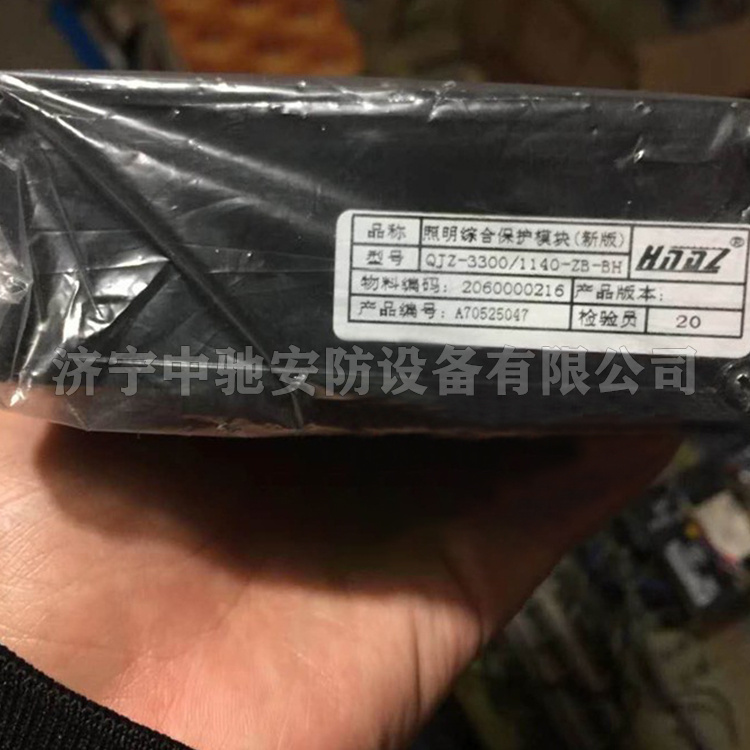 品称 照明综合保护模块(新版) HDDZ®
型号 QJZ-3300/1140-ZB-BH
物料编码: 2060000216 产品版本:
产品编号: A70525047 检验员 20
济宁中驰安防设备有限公司